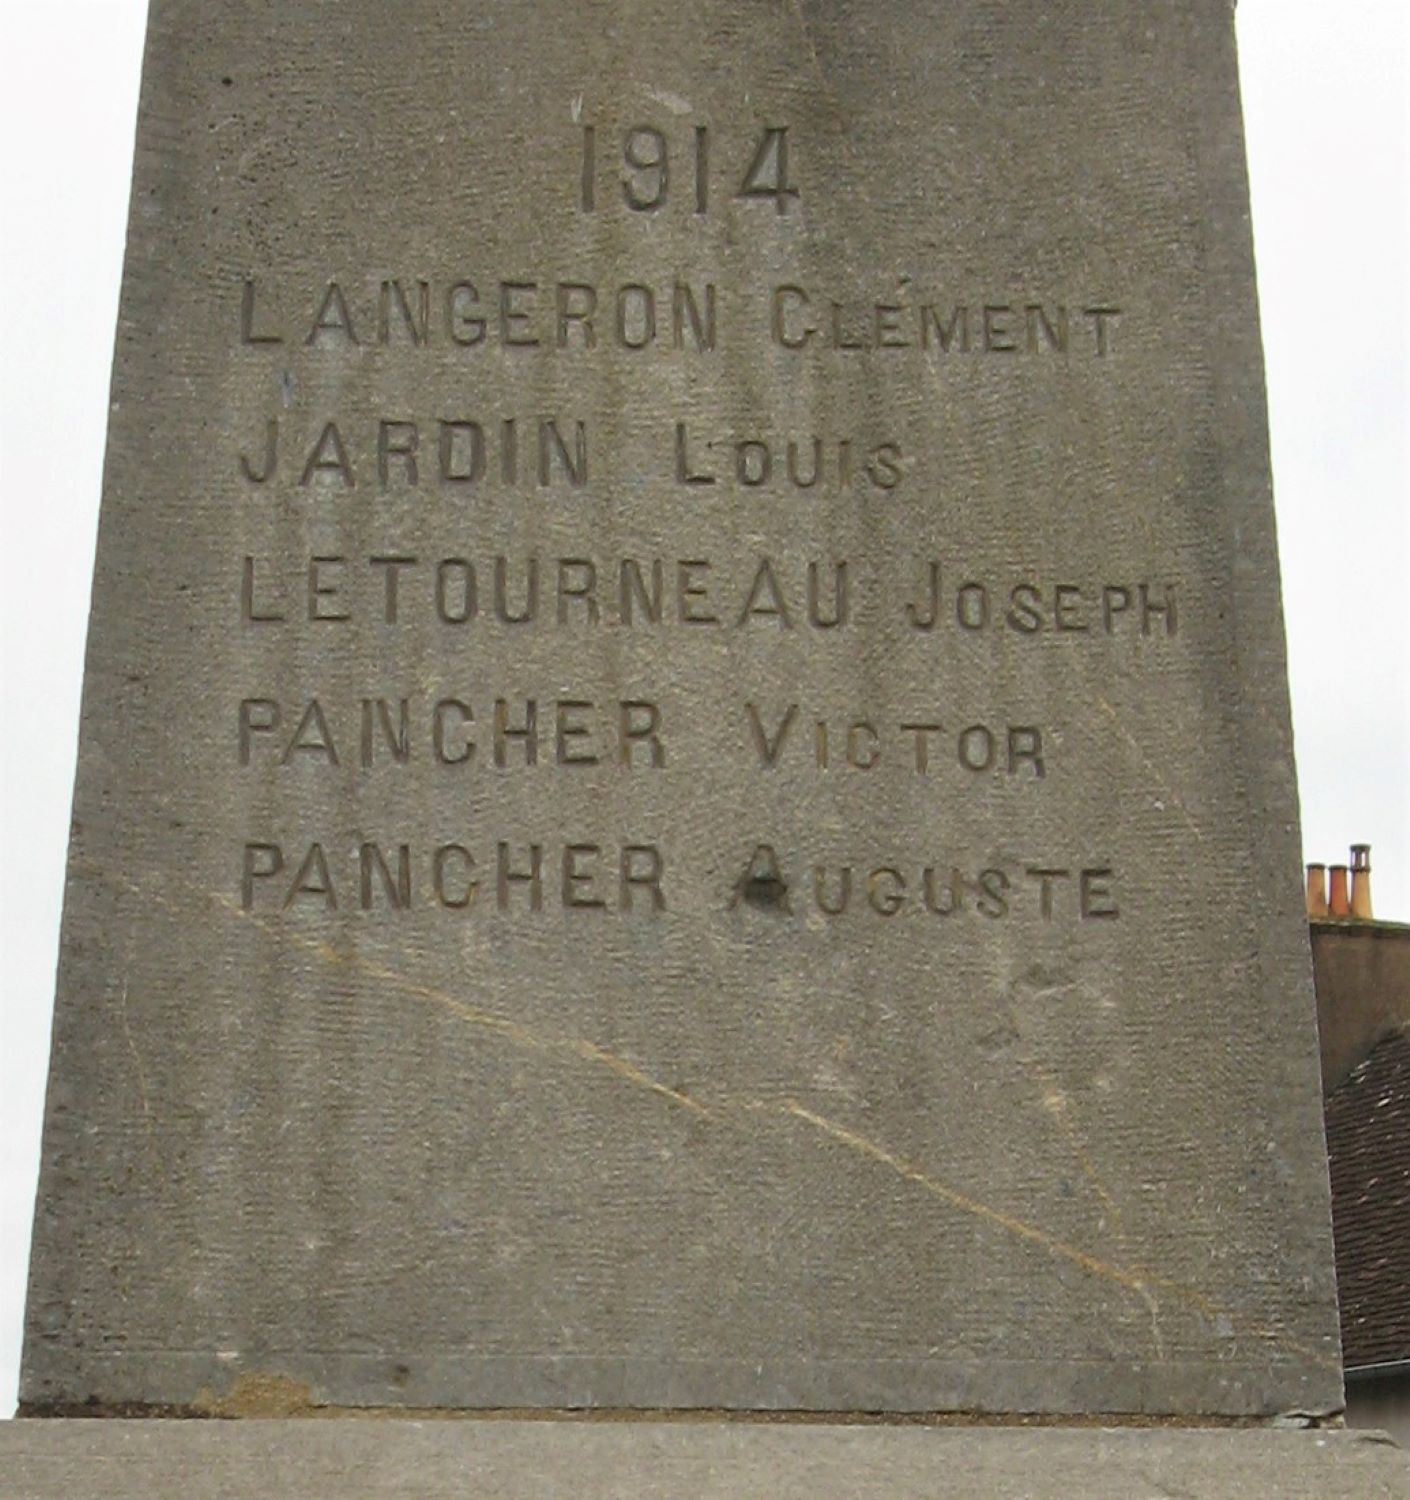 1914
LANGERON CLÉMENT
JARDIN LOUIS
LETOURNEAU JOSEPH
PANCHER VICTOR
PANCHER AUGUSTE